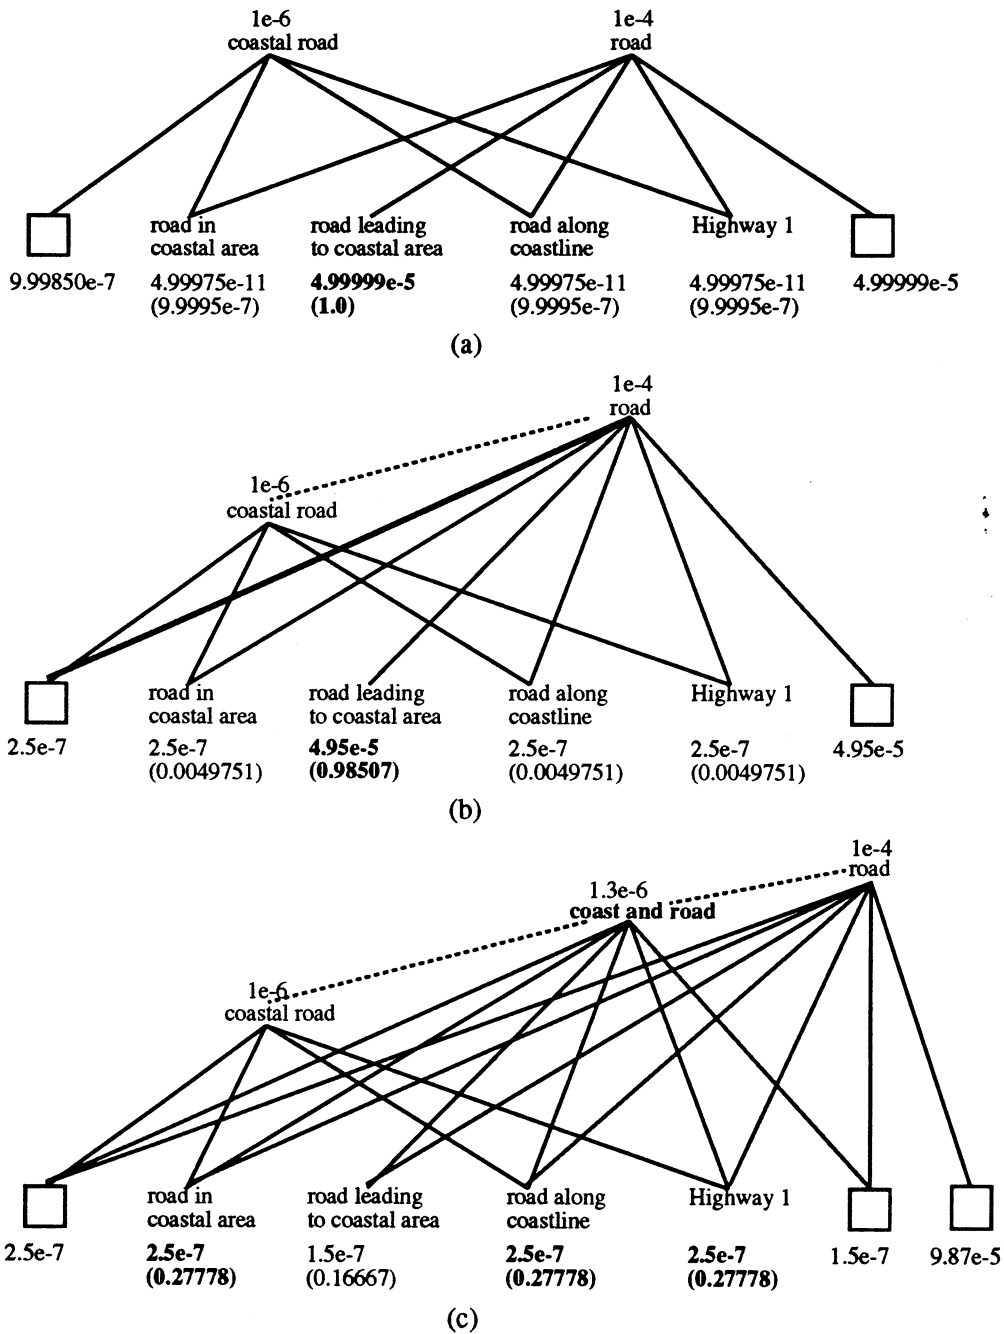 1e-6
coastal road
1e-4
road
road in
coastal area
road leading
to coastal area
road along
coastline
Highway 1
9.99850e-7
4.99975e-11
(9.9995e-7)
4.99999e-5
(1.0)
4.99975e-11
(9.9995e-7)
4.99975e-11
(9.9995e-7)
4.99999e-5
(a)
1e-4
road
1e-6
coastal road
road in
coastal area
road leading
to coastal area
road along
coastline
Highway 1
2.5e-7
2.5e-7
(0.0049751)
4.95e-5
(0.98507)
2.5e-7
(0.0049751)
2.5e-7
(0.0049751)
4.95e-5
(b)
1e-4
road
1.3e-6
coast and road
1e-6
coastal road
road in
coastal area
road leading
to coastal area
road along
coastline
Highway 1
2.5e-7
2.5e-7
(0.27778)
1.5e-7
(0.16667)
2.5e-7
(0.27778)
2.5e-7
(0.27778)
1.5e-7
9.87e-5
(c)